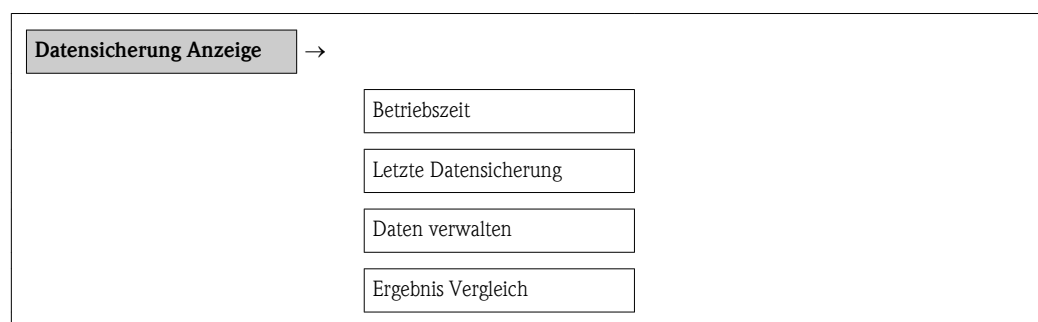 Datensicherung Anzeige →
Betriebszeit
Letzte Datensicherung
Daten verwalten
Ergebnis Vergleich